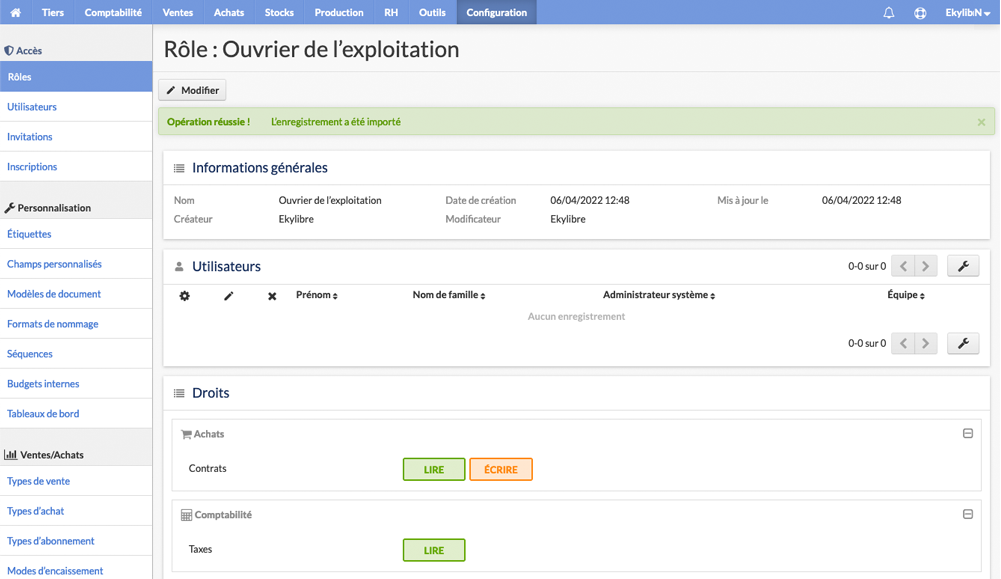 Tiers Comptabilité Ventes Achats Stocks Production RH Outils Configuration EkylibıN
Accès
Rôles
Utilisateurs
Invitations
Inscriptions
Personnalisation
Étiquettes
Champs personnalisés
Modèles de document
Formats de nommage
Séquences
Budgets internes
Tableaux de bord
Ventes/Achats
Types de vente
Types d'achat
Types d'abonnement
Modes d'encaissement
Rôle : Ouvrier de l'exploitation
Modifier
Opération réussie ! L'enregistrement a été importé ×
Informations générales
Nom Ouvrier de l'exploitation Date de création 06/04/2022 12:48 Mis à jour le 06/04/2022 12:48
Créateur Ekylibre Modificateur Ekylibre
Utilisateurs 0-0 sur 0
Prénom Nom de famille Administrateur système Équipe
Aucun enregistrement
0-0 sur 0
Droits
Achats
Contrats LIRE ÉCRIRE
Comptabilité
Taxes LIRE